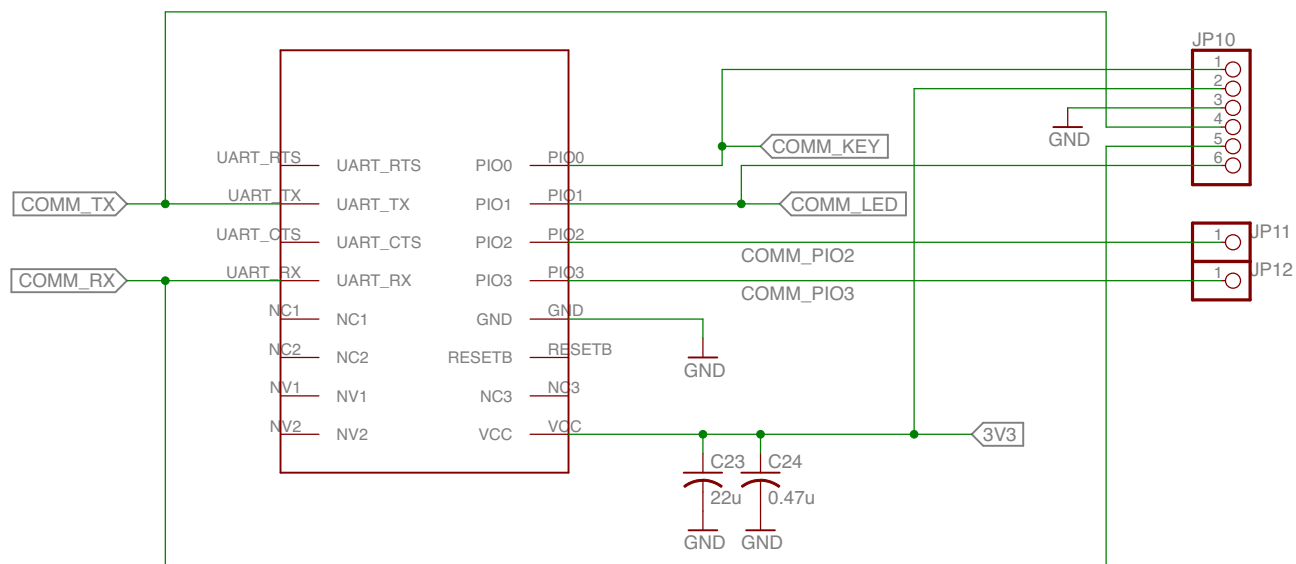 JP10
1
2
3
4
5
6
GND
COMM_KEY
UART_RTS UART_RTS PIO0 PIO0
COMM_TX UART_TX UART_TX PIO1 PIO1 COMM_LED
UART_CTS UART_CTS PIO2 PIO2 COMM_PIO2 1 JP11
COMM_RX UART_RX UART_RX PIO3 PIO3 COMM_PIO3 1 JP12
NC1 NC1 GND GND
GND
NC2 NC2 RESETB RESETB
NV1 NV1 NC3 NC3
NV2 NV2 VCC VCC 3V3
C23 C24
22u 0.47u
GND GND